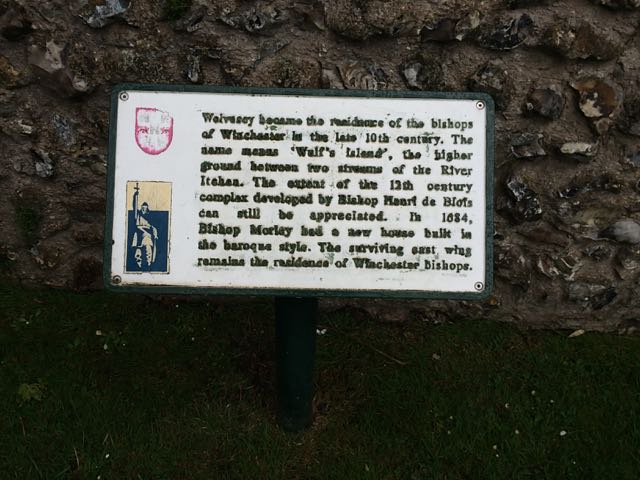 Wolvesey became the residence of the bishops
of Winchester in the late 10th century. The
name means 'Wulf's Island', the higher
ground between two streams of the River
Itchen. The extent of the 12th century
complex developed by Bishop Henri de Blois
can still be appreciated. In 1684,
Bishop Morley had a new house built in
the baroque style. The surviving east wing
remains the residence of Winchester bishops.